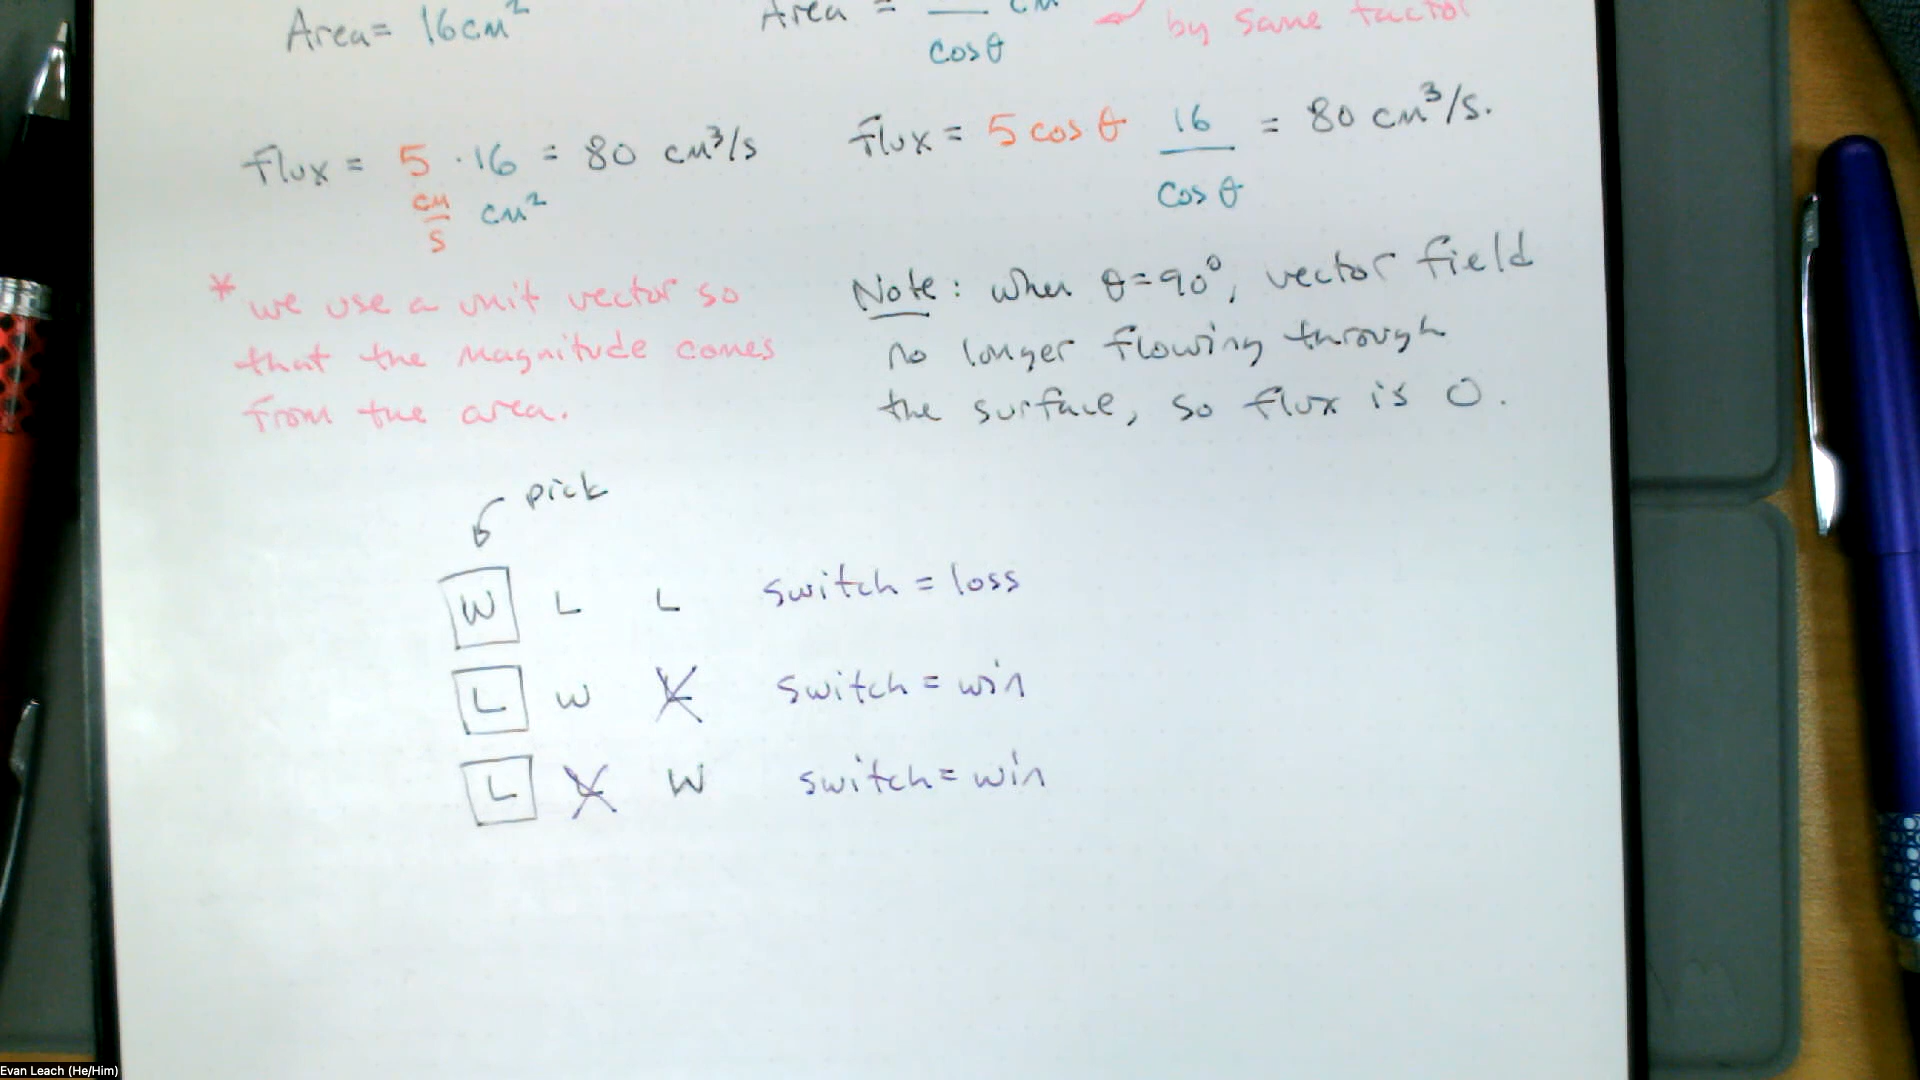 Area = 16 cm²
Area = cm
cos θ
by same factor
flux = 5 · 16 = 80 cm³/s
cm/s cm²
flux = 5 cos θ 16/cos θ = 80 cm³/s.
* we use a unit vector so
that the magnitude comes
from the area.
Note: when θ=90°, vector field
no longer flowing through
the surface, so flux is 0.
pick
W L L switch = loss
L W L switch = win
L L W switch = win
Evan Leach (He/Him)